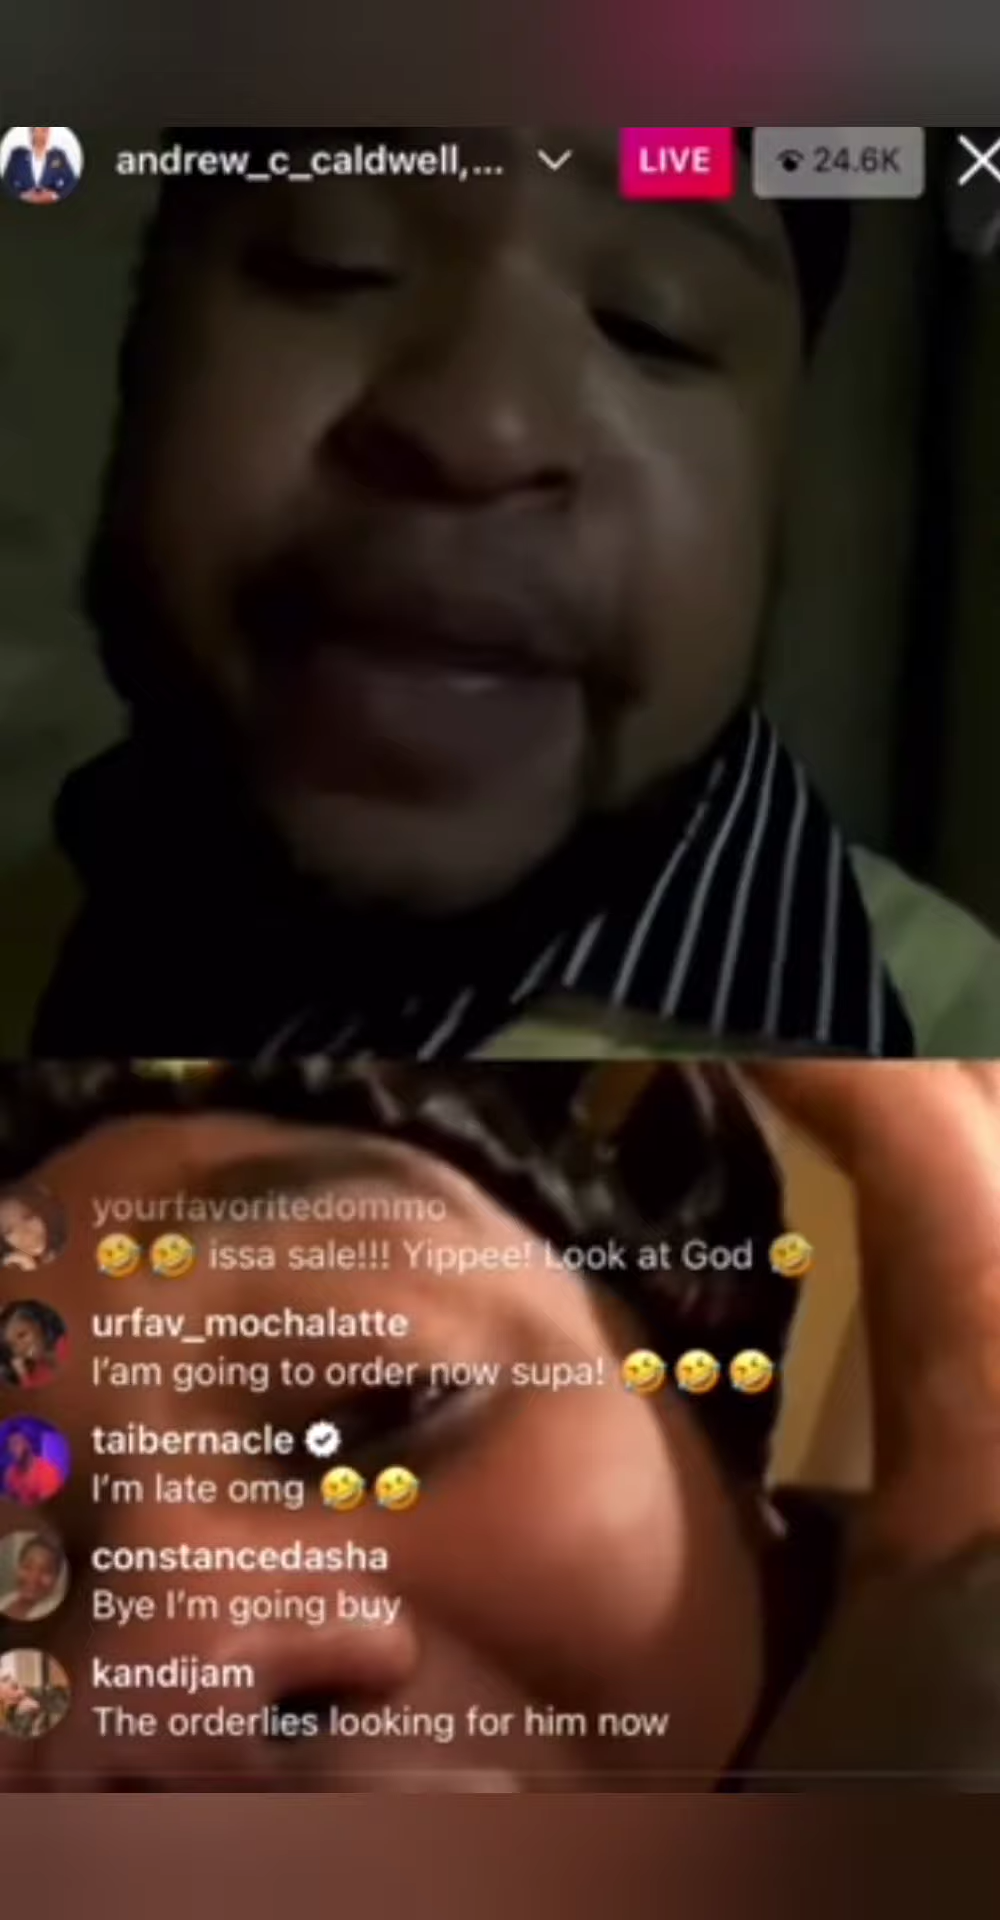 andrew_c_caldwell,...
LIVE
24.6K
yourfavoritedommo
🤣🤣 issa sale!!! Yippee! Look at God 🤣
urfav_mochalatte
I'am going to order now supa! 🤣🤣🤣
taibernacle
I'm late omg 🤣🤣
constancedasha
Bye I'm going buy
kandijam
The orderlies looking for him now